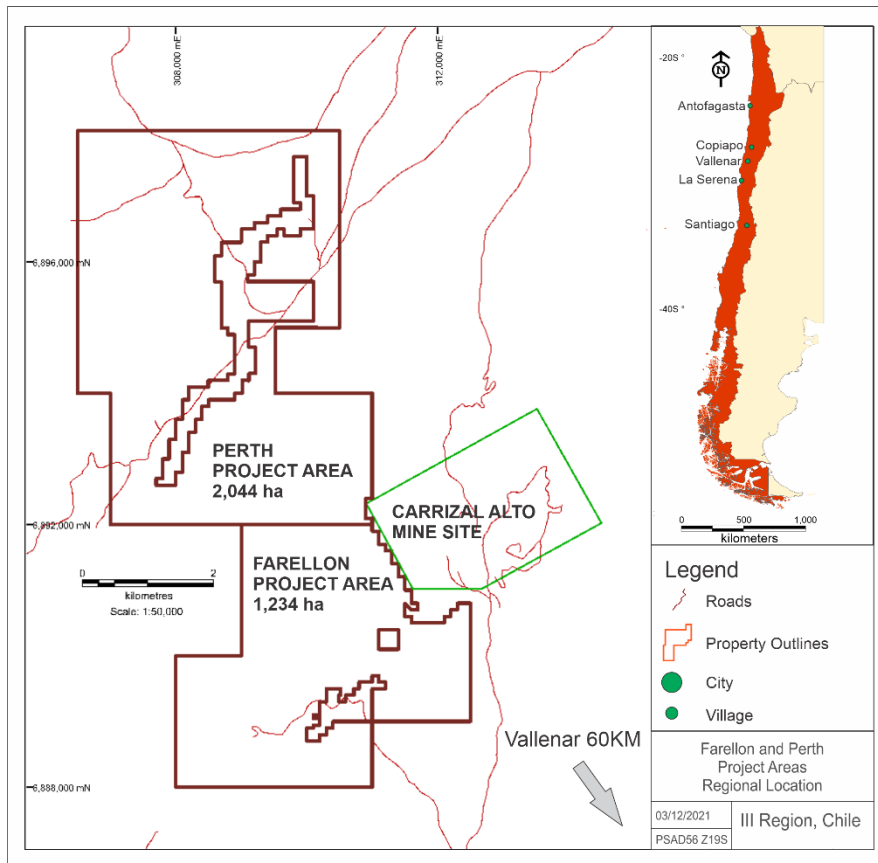 308,000 mE
312,000 mE
6,896,000 mN
6,892,000 mN
6,888,000 mN
PERTH
PROJECT AREA
2,044 ha
CARRIZAL ALTO
MINE SITE
FARELLON
PROJECT AREA
1,234 ha
0 2
kilometres
Scale: 1:50,000
Vallenar 60KM
-20S °
N
Antofagasta
Copiapo
Vallenar
La Serena
Santiago
-40S °
0 500 1,000
kilometers
Legend
Roads
Property Outlines
City
Village
Farellon and Perth
Project Areas
Regional Location
03/12/2021
PSAD56 Z19S
III Region, Chile